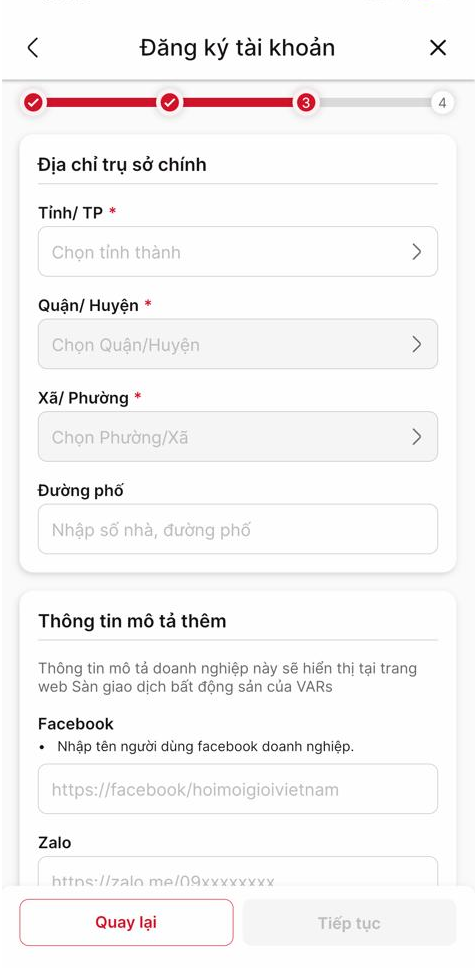 Đăng ký tài khoản
3
4
Địa chỉ trụ sở chính
Tỉnh/ TP *
Chọn tỉnh thành
Quận/ Huyện *
Chọn Quận/Huyện
Xã/ Phường *
Chọn Phường/Xã
Đường phố
Nhập số nhà, đường phố
Thông tin mô tả thêm
Thông tin mô tả doanh nghiệp này sẽ hiển thị tại trang
web Sàn giao dịch bất động sản của VARs
Facebook
• Nhập tên người dùng facebook doanh nghiệp.
https://facebook/hoimoigioivietnam
Zalo
https://zalo.me/09xxxxxxxx
Quay lại
Tiếp tục